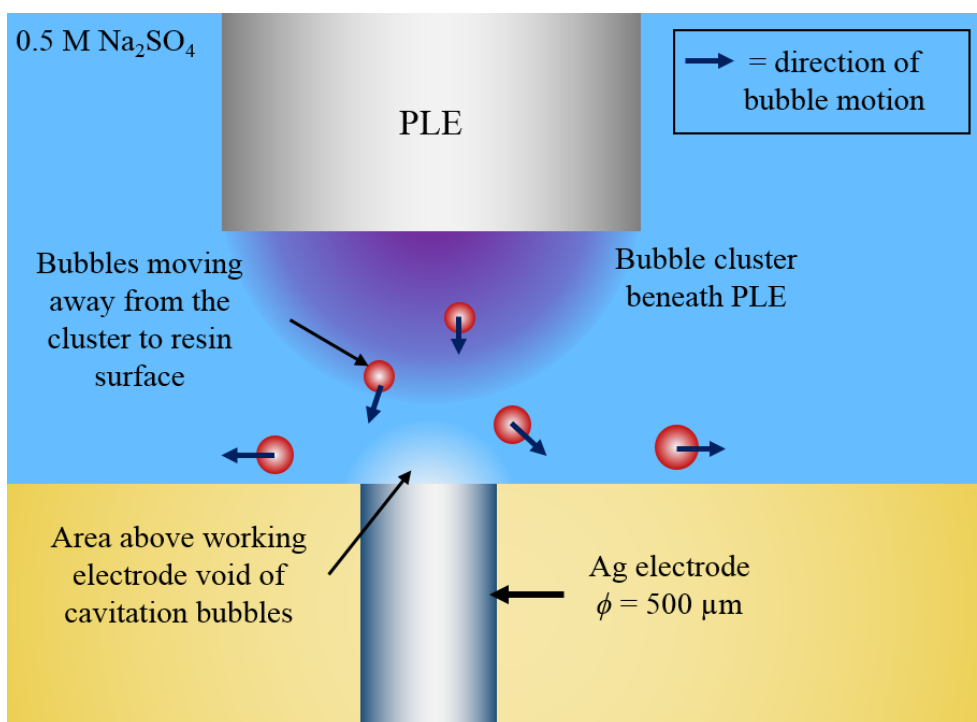 0.5 M Na₂SO₄
= direction of
bubble motion
PLE
Bubbles moving
away from the
cluster to resin
surface
Bubble cluster
beneath PLE
Area above working
electrode void of
cavitation bubbles
Ag electrode
ϕ = 500 µm